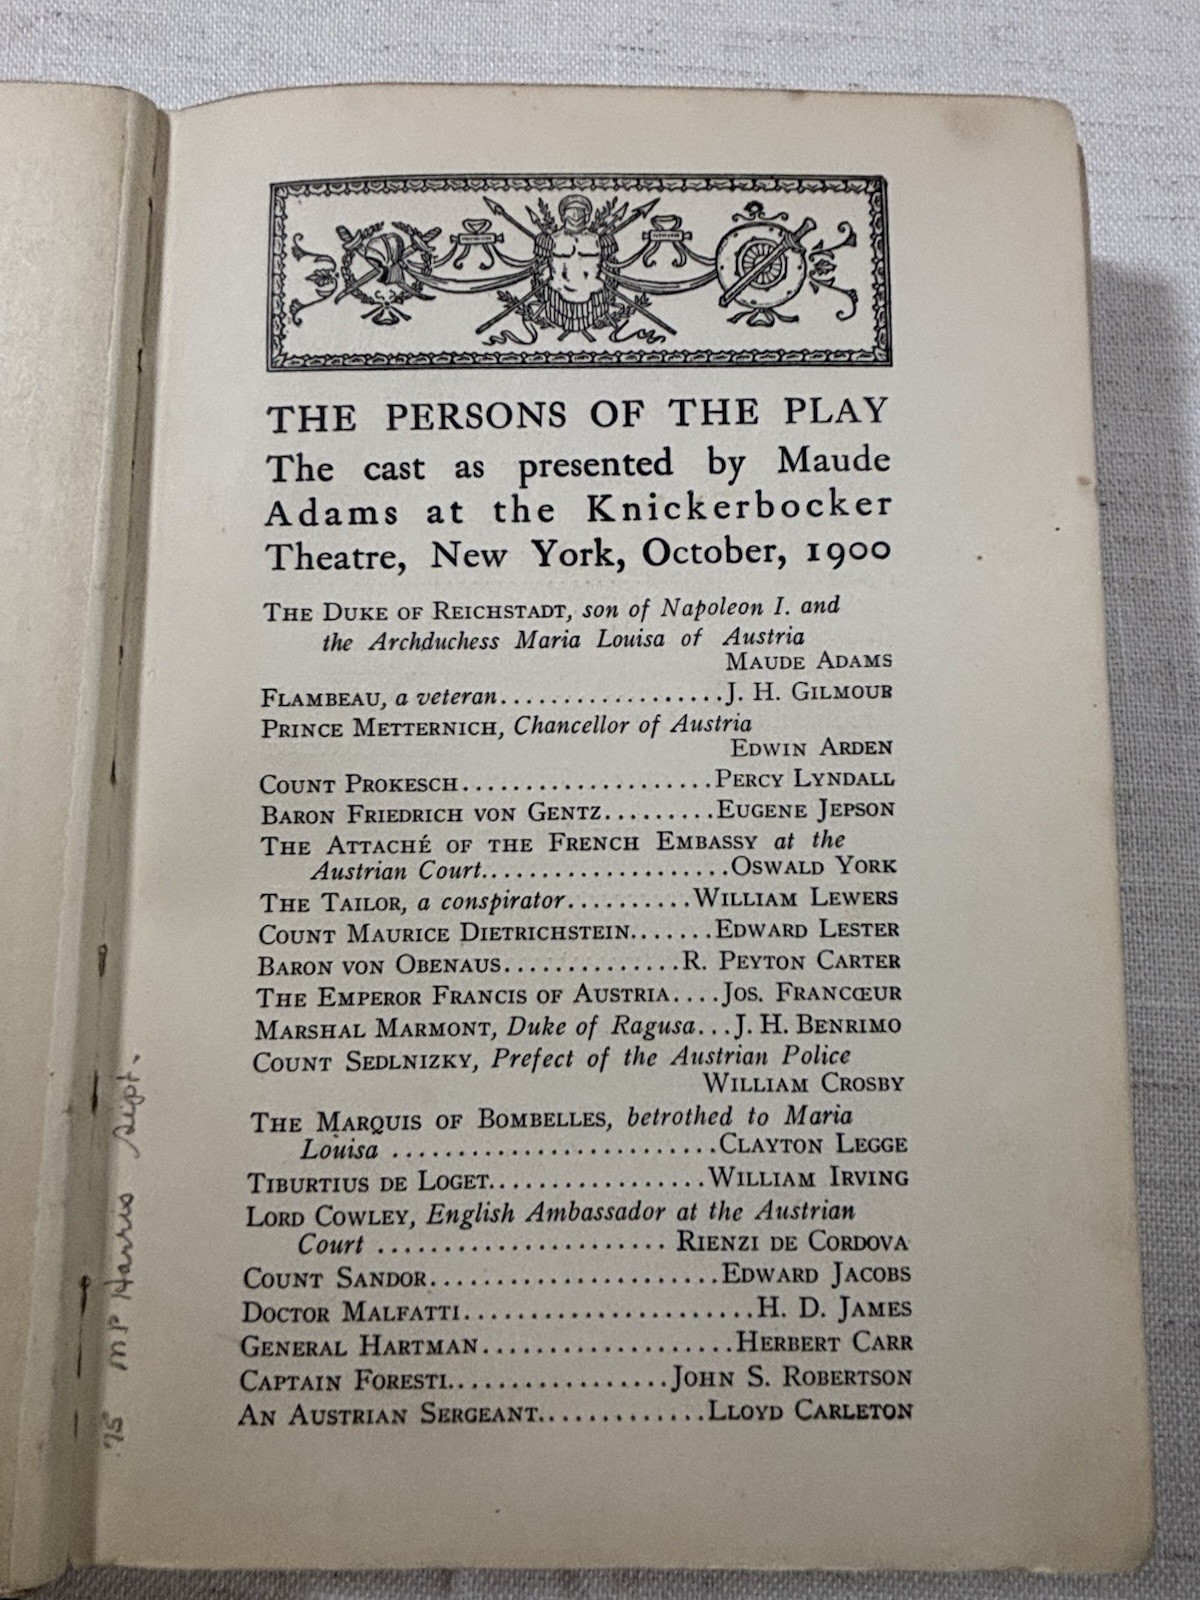 THE PERSONS OF THE PLAY
The cast as presented by Maude
Adams at the Knickerbocker
Theatre, New York, October, 1900
THE DUKE OF REICHSTADT, son of Napoleon I. and
the Archduchess Maria Louisa of Austria
MAUDE ADAMS
FLAMBEAU, a veteran..................J. H. GILMOUR
PRINCE METTERNICH, Chancellor of Austria
EDWIN ARDEN
COUNT PROKESCH....................PERCY LYNDALL
BARON FRIEDRICH VON GENTZ.........EUGENE JEPSON
THE ATTACHÉ OF THE FRENCH EMBASSY at the
Austrian Court....................OSWALD YORK
THE TAILOR, a conspirator..........WILLIAM LEWERS
COUNT MAURICE DIETRICHSTEIN.......EDWARD LESTER
BARON VON OBENAUS..............R. PEYTON CARTER
THE EMPEROR FRANCIS OF AUSTRIA....JOS. FRANCŒUR
MARSHAL MARMONT, Duke of Ragusa...J. H. BENRIMO
COUNT SEDLNIZKY, Prefect of the Austrian Police
WILLIAM CROSBY
THE MARQUIS OF BOMBELLES, betrothed to Maria
Louisa ..........................CLAYTON LEGGE
TIBURTIUS DE LOGET.................WILLIAM IRVING
LORD COWLEY, English Ambassador at the Austrian
Court ....................... RIENZI DE CORDOVA
COUNT SANDOR.......................EDWARD JACOBS
DOCTOR MALFATTI.......................H. D. JAMES
GENERAL HARTMAN....................HERBERT CARR
CAPTAIN FORESTI.................JOHN S. ROBERTSON
AN AUSTRIAN SERGEANT.............LLOYD CARLETON
'75 MP Harris Sept.